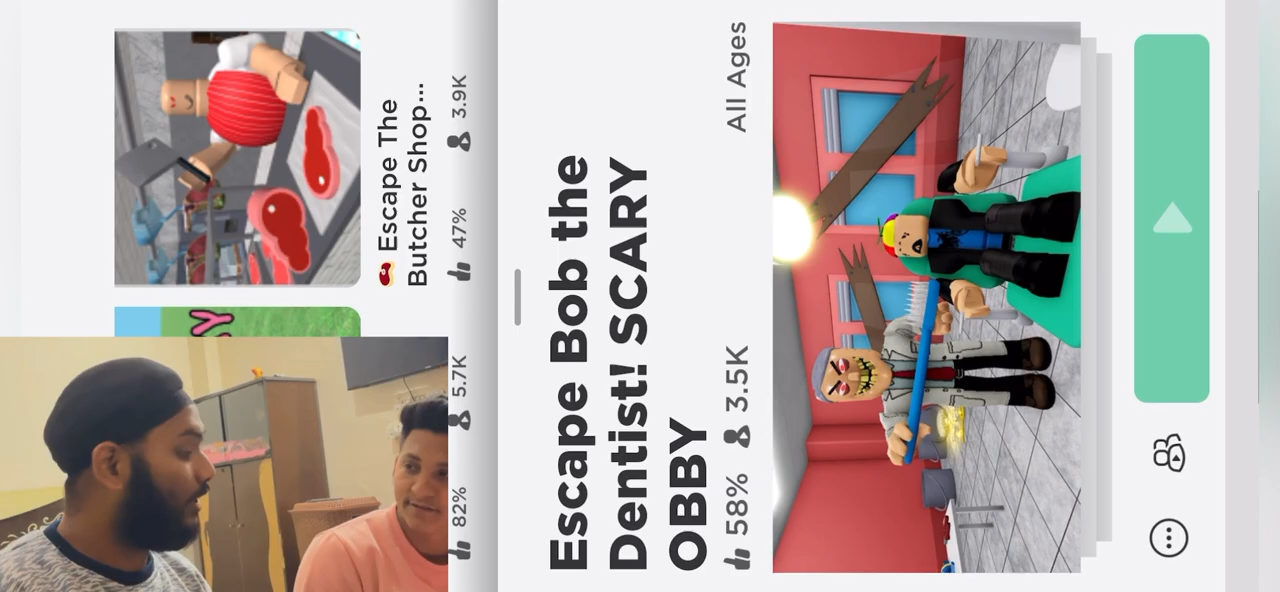 Escape The
Butcher Shop...
47% 3.9K
Y
82% 5.7K
Escape Bob the
Dentist! SCARY
OBBY
58% 3.5K All Ages